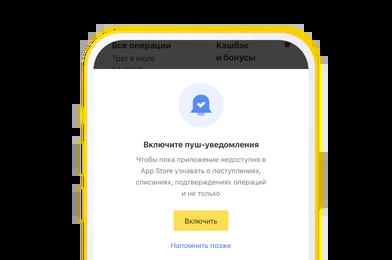 Все операции
Кэшбэк
и бонусы
Трат в июле
Включите пуш-уведомления
Чтобы пока приложение недоступно в
App Store узнавать о поступлениях,
списаниях, подтверждениях операций
и не только
Включить
Напомнить позже